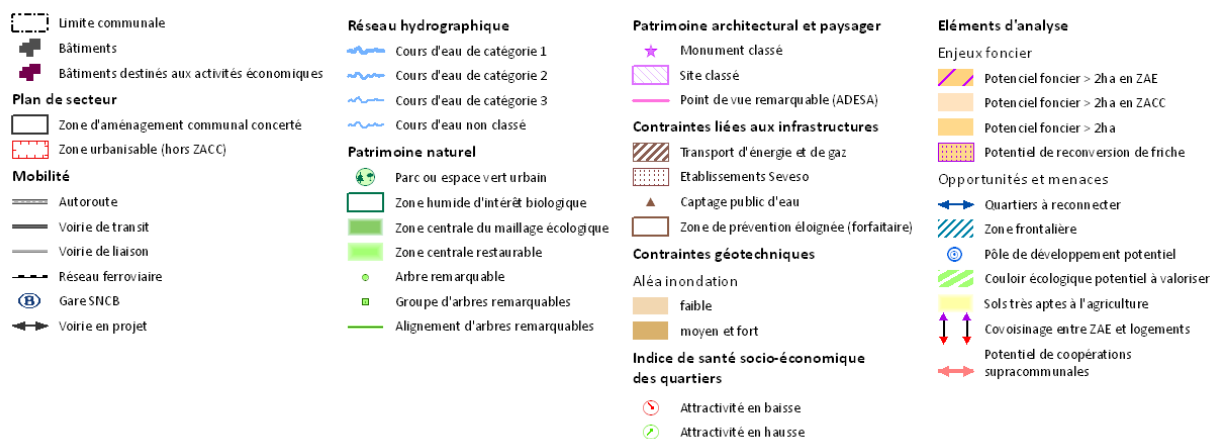 Limite communale
Bâtiments
Bâtiments destinés aux activités économiques
Plan de secteur
Zone d'aménagement communal concerté
Zone urbanisable (hors ZACC)
Mobilité
Autoroute
Voirie de transit
Voirie de liaison
Réseau ferroviaire
B Gare SNCB
Voirie en projet
Réseau hydrographique
Cours d'eau de catégorie 1
Cours d'eau de catégorie 2
Cours d'eau de catégorie 3
Cours d'eau non classé
Patrimoine naturel
Parc ou espace vert urbain
Zone humide d'intérêt biologique
Zone centrale du maillage écologique
Zone centrale restaurable
Arbre remarquable
Groupe d'arbres remarquables
Alignement d'arbres remarquables
Patrimoine architectural et paysager
Monument classé
Site classé
Point de vue remarquable (ADESA)
Contraintes liées aux infrastructures
Transport d'énergie et de gaz
Etablissements Seveso
Captage public d'eau
Zone de prévention éloignée (forfaitaire)
Contraintes géotechniques
Aléa inondation
faible
moyen et fort
Indice de santé socio-économique
des quartiers
Attractivité en baisse
Attractivité en hausse
Eléments d'analyse
Enjeux foncier
Potenciel foncier > 2ha en ZAE
Potenciel foncier > 2ha en ZACC
Potenciel foncier > 2ha
Potentiel de reconversion de friche
Opportunités et menaces
Quartiers à reconnecter
Zone frontalière
Pôle de développement potentiel
Couloir écologique potentiel à valoriser
Sols très aptes à l'agriculture
Covoisinage entre ZAE et logements
Potentiel de coopérations
supracommunales